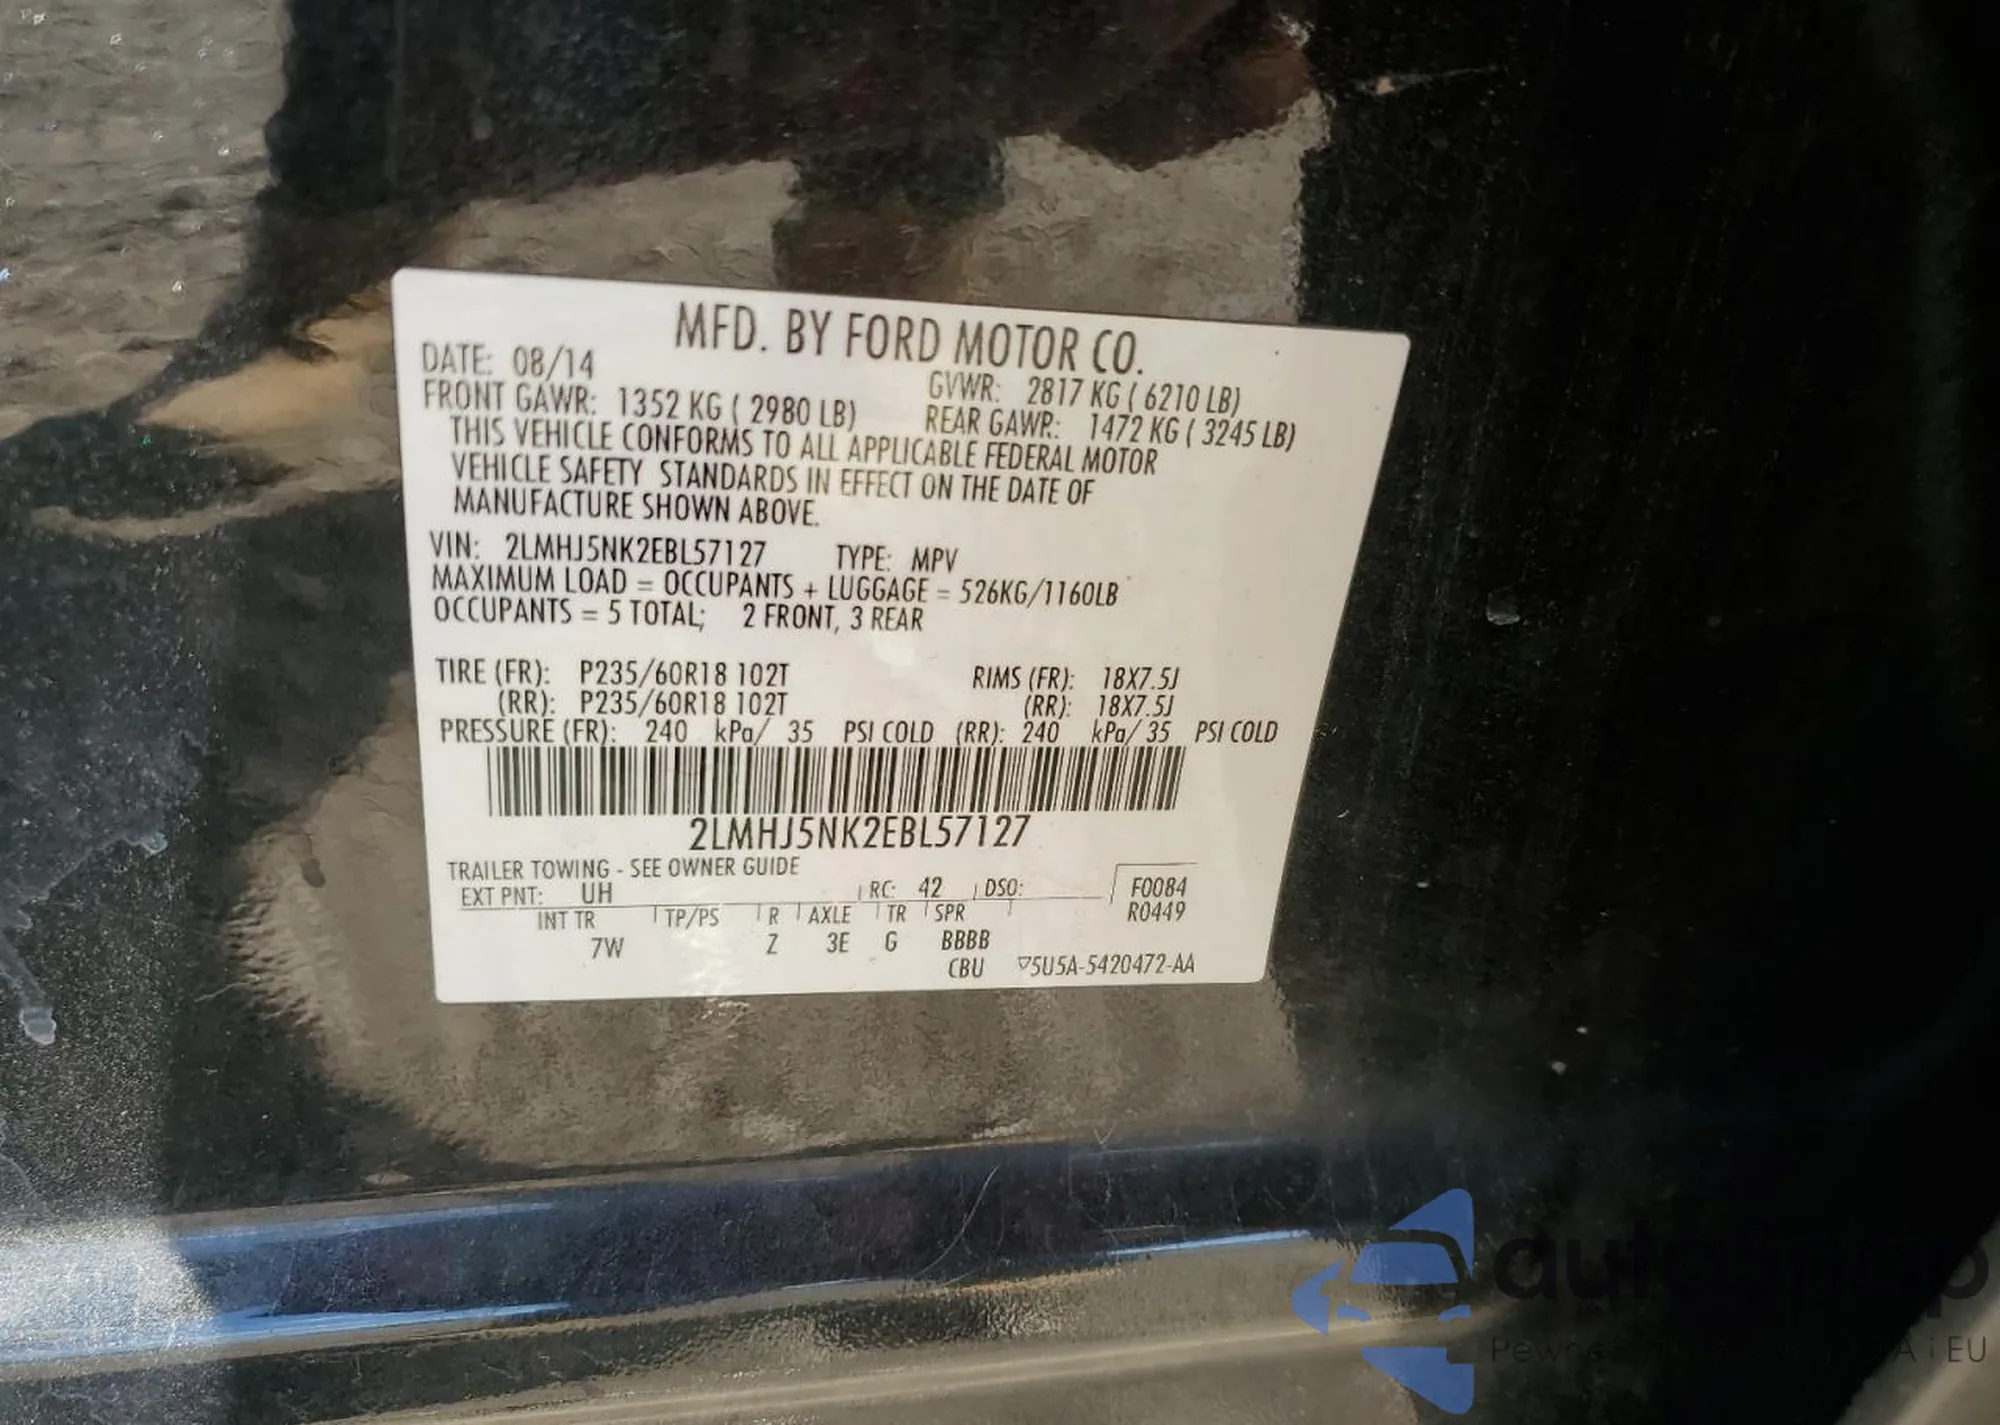 MFD. BY FORD MOTOR CO.
DATE: 08/14
GVWR: 2817 KG ( 6210 LB)
FRONT GAWR: 1352 KG ( 2980 LB)
REAR GAWR: 1472 KG ( 3245 LB)
THIS VEHICLE CONFORMS TO ALL APPLICABLE FEDERAL MOTOR
VEHICLE SAFETY STANDARDS IN EFFECT ON THE DATE OF
MANUFACTURE SHOWN ABOVE.
VIN: 2LMHJ5NK2EBL57127 TYPE: MPV
MAXIMUM LOAD = OCCUPANTS + LUGGAGE = 526KG/1160LB
OCCUPANTS = 5 TOTAL; 2 FRONT, 3 REAR
TIRE (FR): P235/60R18 102T RIMS (FR): 18X7.5J
(RR): P235/60R18 102T (RR): 18X7.5J
PRESSURE (FR): 240 kPa/ 35 PSI COLD (RR): 240 kPa/ 35 PSI COLD
2LMHJ5NK2EBL57127
TRAILER TOWING - SEE OWNER GUIDE
EXT PNT: UH RC: 42 DSO: F0084
INT TR TP/PS R AXLE TR SPR R0449
7W Z 3E G BBBB
CBU ▽5U5A-5420472-AA
A i EU